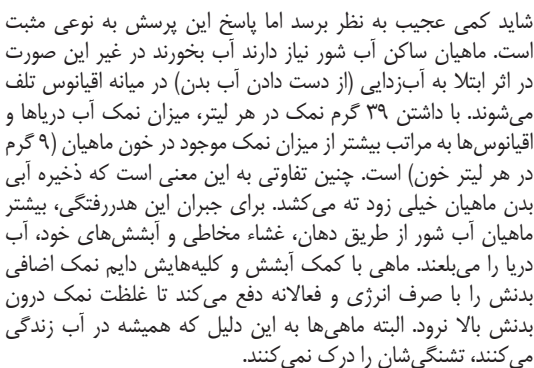 شاید کمی عجیب به نظر برسد اما پاسخ این پرسش به نوعی مثبت
است. ماهیان ساکن آب شور نیاز دارند آب بخورند در غیر این صورت
در اثر ابتلا به آب‌زدایی (از دست دادن آب بدن) در میانه اقیانوس تلف
می‌شوند. با داشتن ۳۹ گرم نمک در هر لیتر، میزان نمک آب دریاها و
اقیانوس‌ها به مراتب بیشتر از میزان نمک موجود در خون ماهیان (۹ گرم
در هر لیتر خون) است. چنین تفاوتی به این معنی است که ذخیره آبی
بدن ماهیان خیلی زود ته می‌کشد. برای جبران این هدررفتگی، بیشتر
ماهیان آب شور از طریق دهان، غشاء مخاطی و آبشش‌های خود، آب
دریا را می‌بلعند. ماهی با کمک آبشش و کلیه‌هایش دایم نمک اضافی
بدنش را با صرف انرژی و فعالانه دفع می‌کند تا غلظت نمک درون
بدنش بالا نرود. البته ماهی‌ها به این دلیل که همیشه در آب زندگی
می‌کنند، تشنگی‌شان را درک نمی‌کنند.